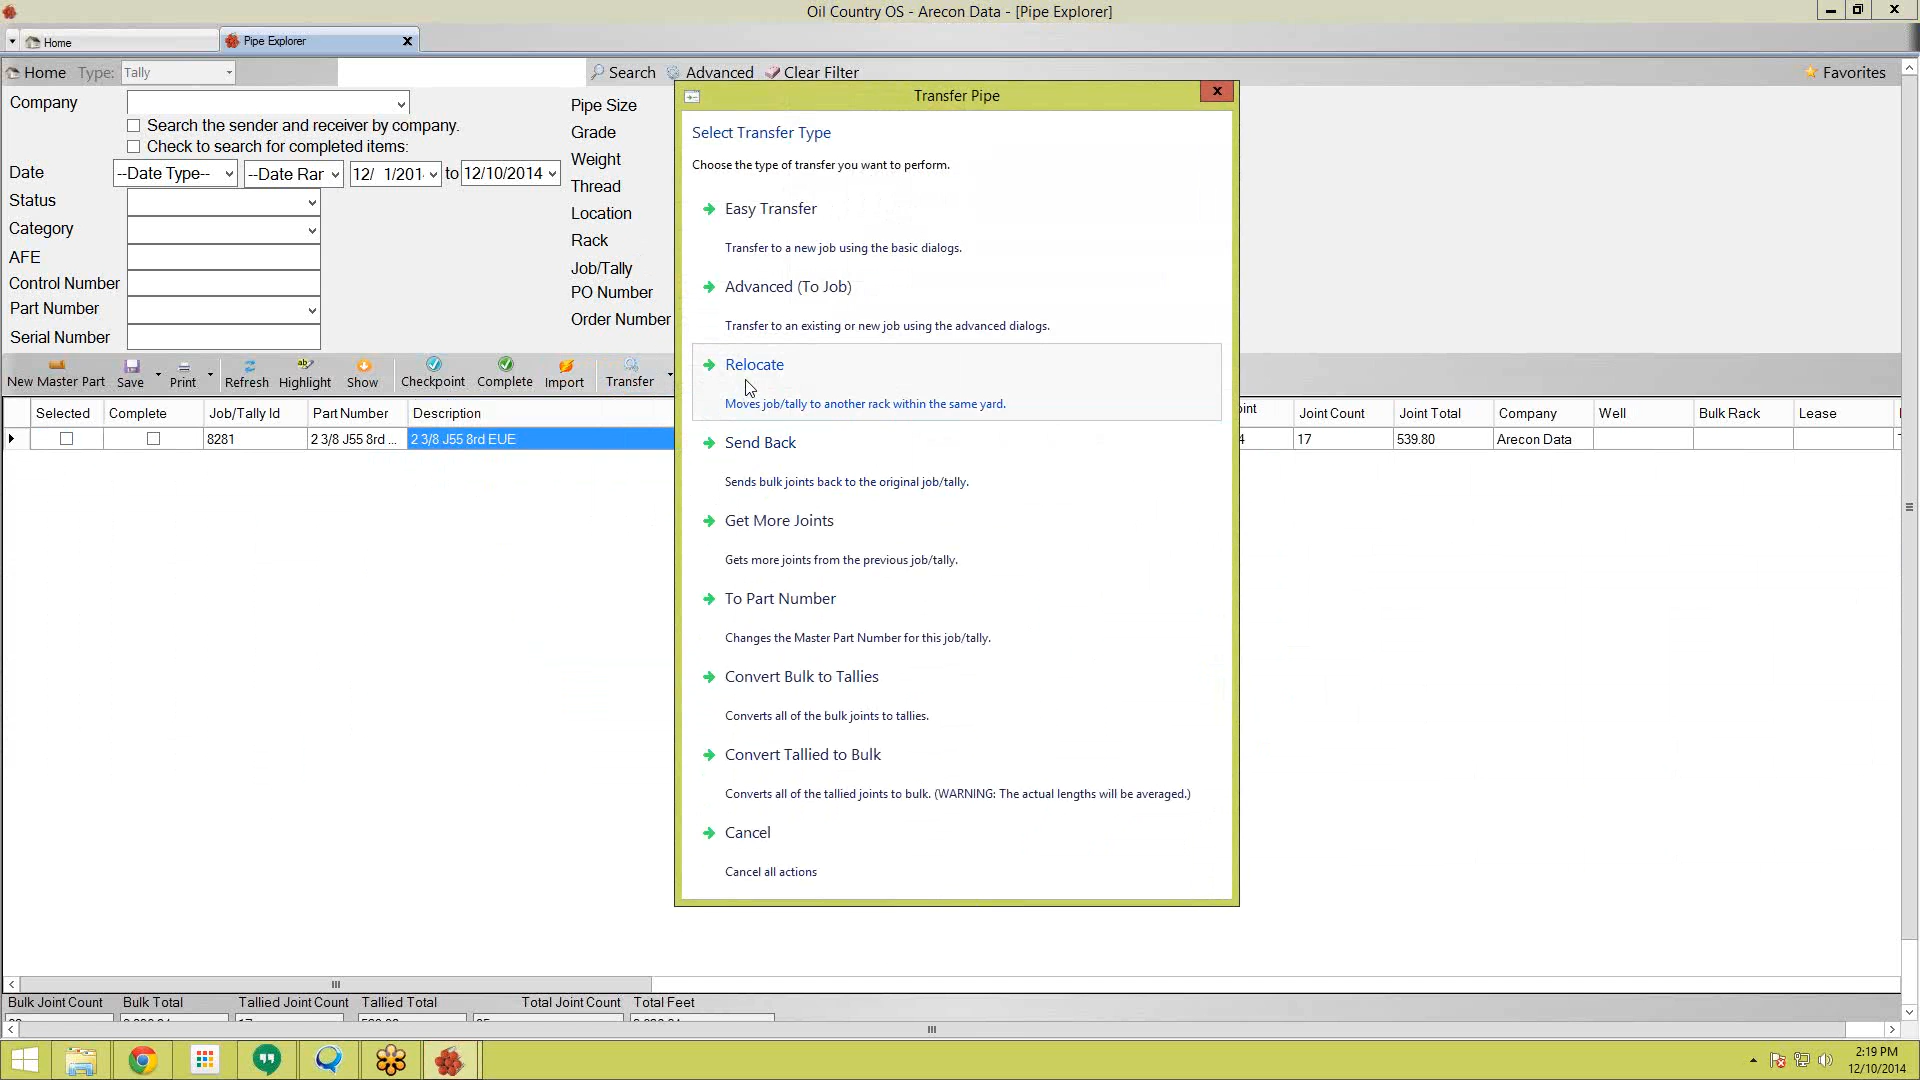 Oil Country OS - Arecon Data - [Pipe Explorer]
Home
Pipe Explorer
Home Type: Tally Search Advanced Clear Filter Favorites
Company
Search the sender and receiver by company.
Check to search for completed items:
Date --Date Type-- --Date Rar 12/ 1/201 to 12/10/2014
Status
Category
AFE
Control Number
Part Number
Serial Number
Pipe Size
Grade
Weight
Thread
Location
Rack
Job/Tally
PO Number
Order Number
New Master Part Save Print Refresh Highlight Show Checkpoint Complete Import Transfer
Selected Complete Job/Tally Id Part Number Description oint Joint Count Joint Total Company Well Bulk Rack Lease
8281 2 3/8 J55 8rd ... 2 3/8 J55 8rd EUE 4 17 539.80 Arecon Data
Transfer Pipe
Select Transfer Type
Choose the type of transfer you want to perform.
Easy Transfer
Transfer to a new job using the basic dialogs.
Advanced (To Job)
Transfer to an existing or new job using the advanced dialogs.
Relocate
Moves job/tally to another rack within the same yard.
Send Back
Sends bulk joints back to the original job/tally.
Get More Joints
Gets more joints from the previous job/tally.
To Part Number
Changes the Master Part Number for this job/tally.
Convert Bulk to Tallies
Converts all of the bulk joints to tallies.
Convert Tallied to Bulk
Converts all of the tallied joints to bulk. (WARNING: The actual lengths will be averaged.)
Cancel
Cancel all actions
Bulk Joint Count Bulk Total Tallied Joint Count Tallied Total Total Joint Count Total Feet
2:19 PM
12/10/2014